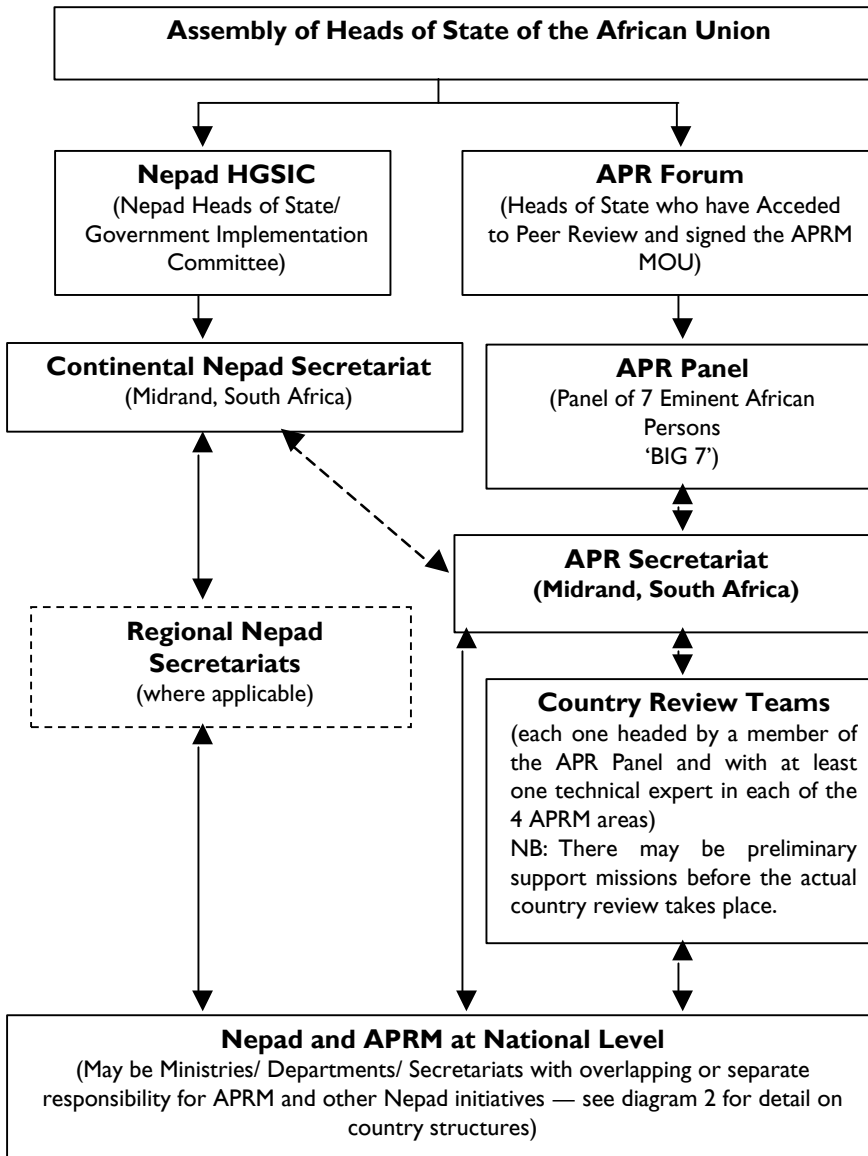 Assembly of Heads of State of the African Union
Nepad HGSIC
(Nepad Heads of State/
Government Implementation
Committee)
APR Forum
(Heads of State who have Acceded
to Peer Review and signed the APRM
MOU)
Continental Nepad Secretariat
(Midrand, South Africa)
APR Panel
(Panel of 7 Eminent African
Persons
‘BIG 7’)
APR Secretariat
(Midrand, South Africa)
Regional Nepad
Secretariats
(where applicable)
Country Review Teams
(each one headed by a member of
the APR Panel and with at least
one technical expert in each of the
4 APRM areas)
NB: There may be preliminary
support missions before the actual
country review takes place.
Nepad and APRM at National Level
(May be Ministries/ Departments/ Secretariats with overlapping or separate
responsibility for APRM and other Nepad initiatives — see diagram 2 for detail on
country structures)